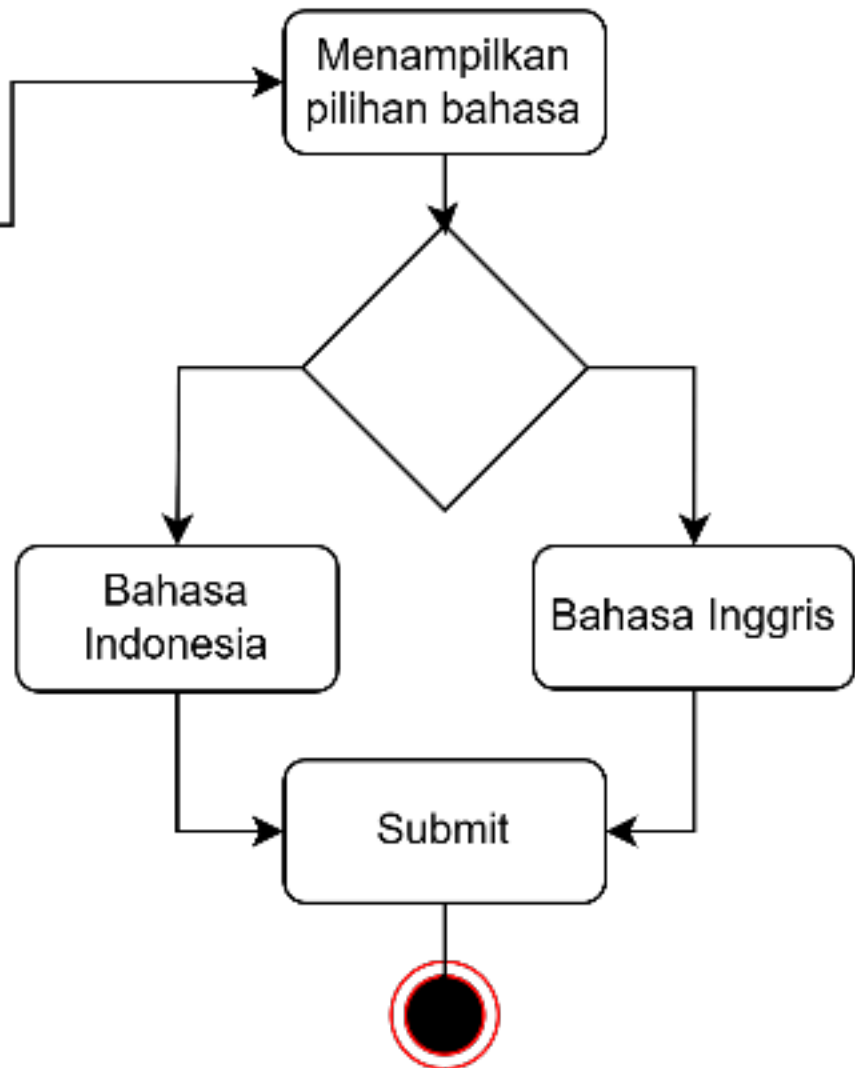 Menampilkan
pilihan bahasa
Bahasa
Indonesia
Bahasa Inggris
Submit